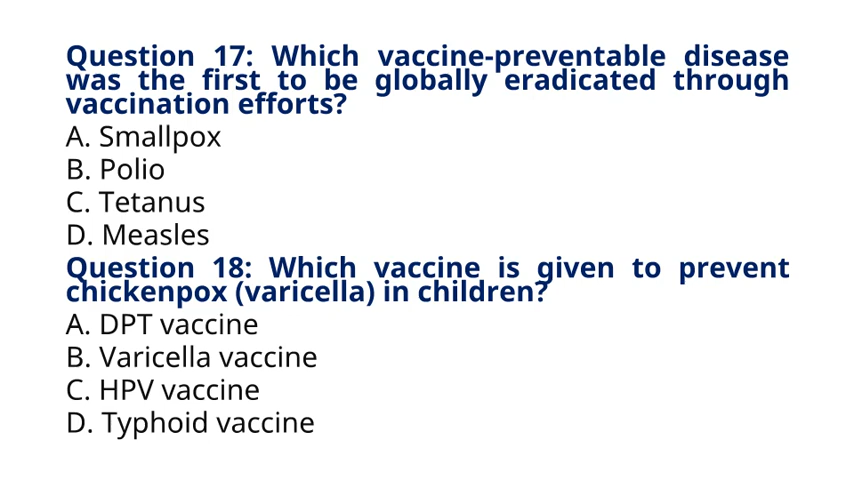 Question 17: Which vaccine-preventable disease
was the first to be globally eradicated through
vaccination efforts?
A. Smallpox
B. Polio
C. Tetanus
D. Measles
Question 18: Which vaccine is given to prevent
chickenpox (varicella) in children?
A. DPT vaccine
B. Varicella vaccine
C. HPV vaccine
D. Typhoid vaccine